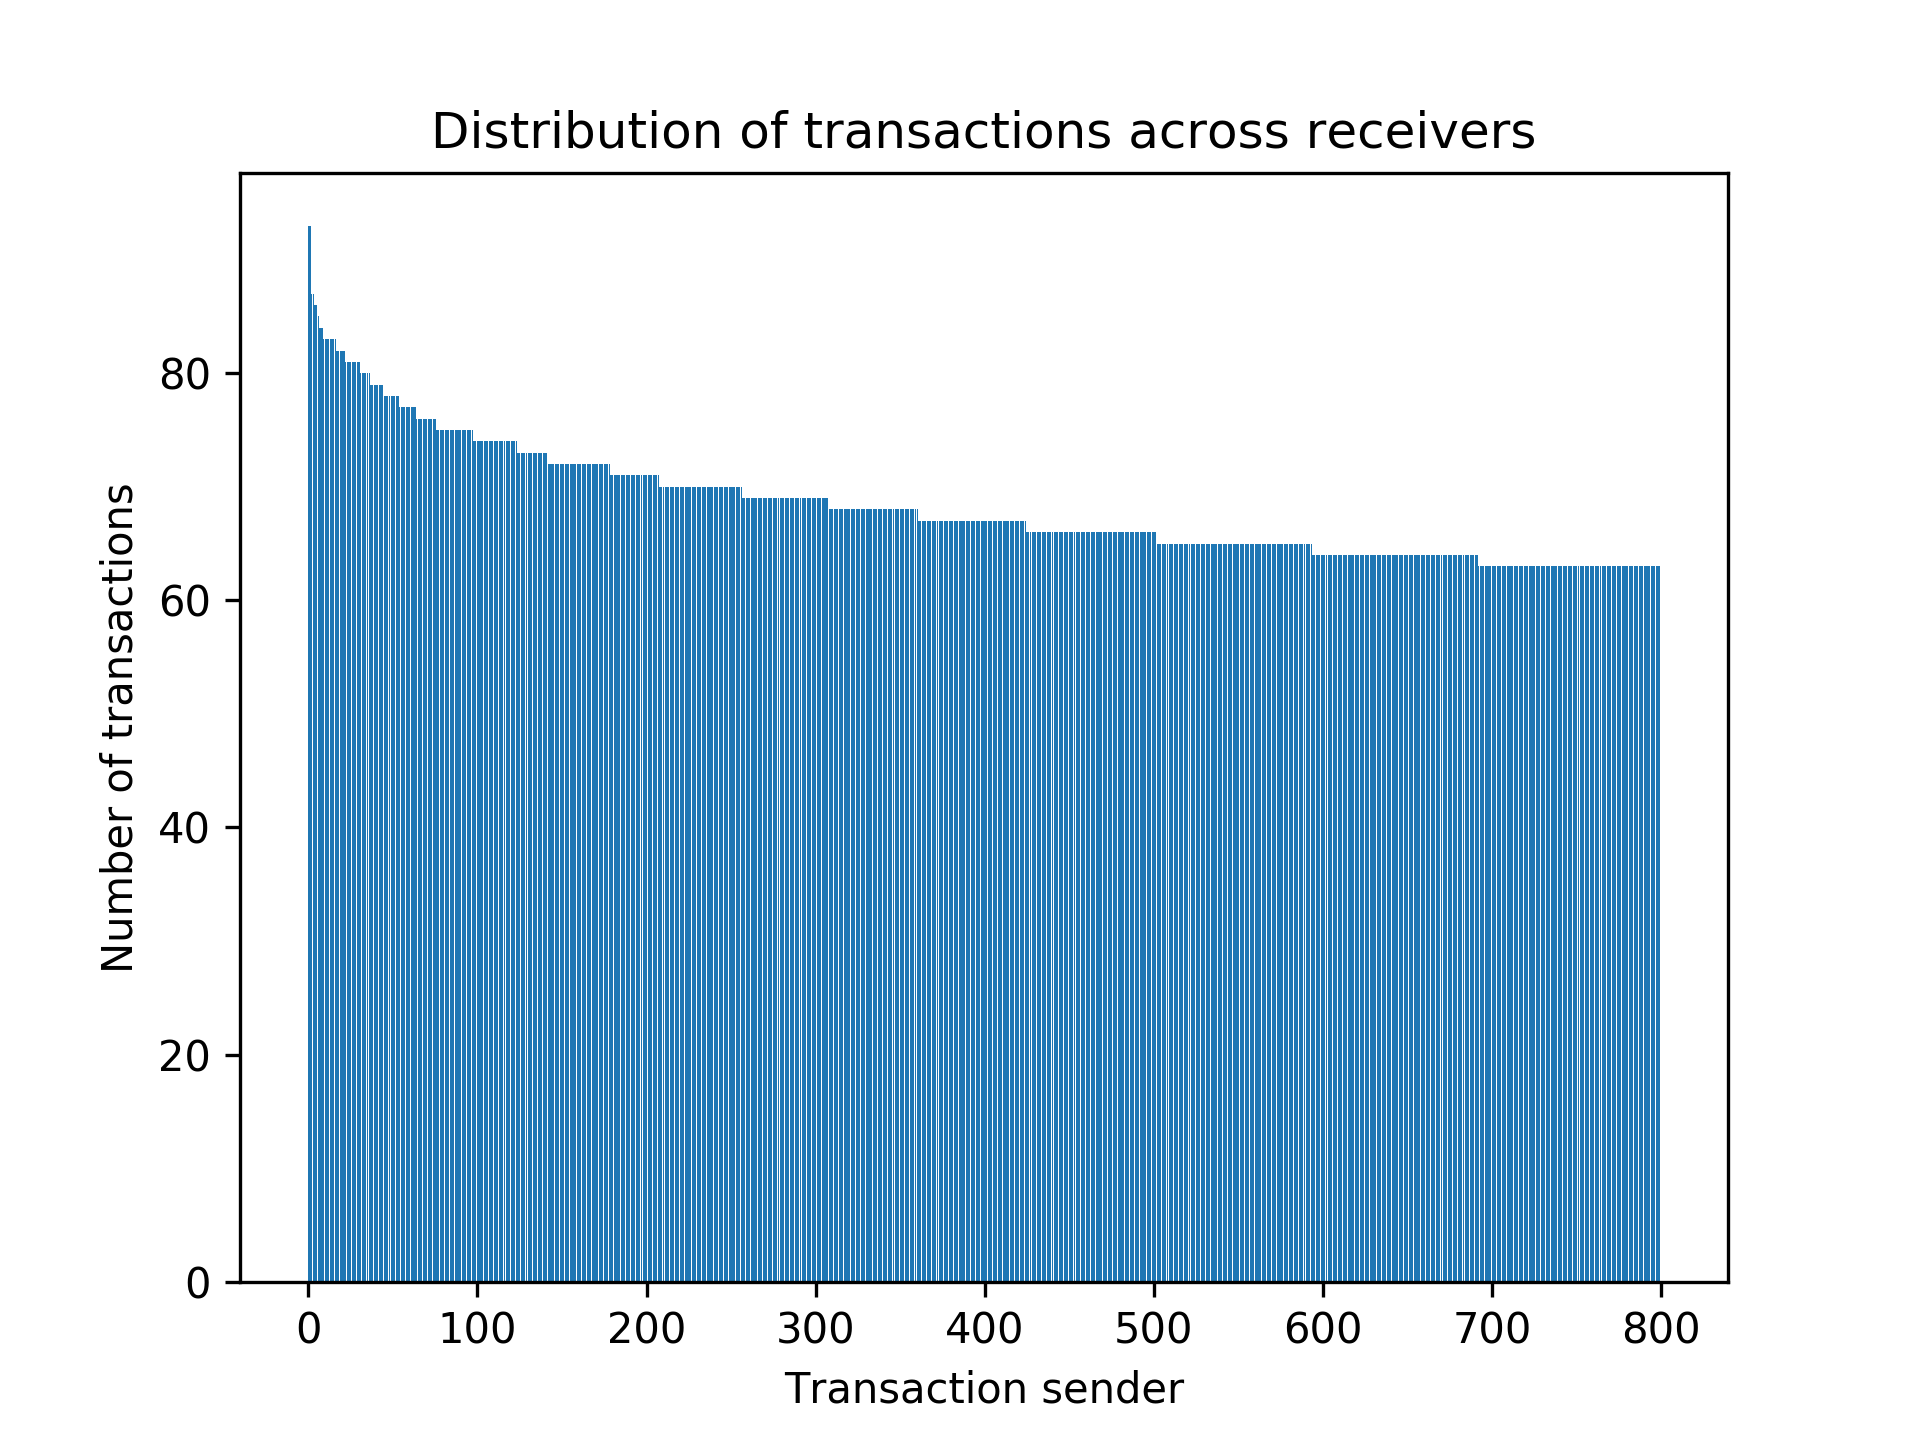 Distribution of transactions across receivers
Number of transactions
80
60
40
20
0
0 100 200 300 400 500 600 700 800
Transaction sender